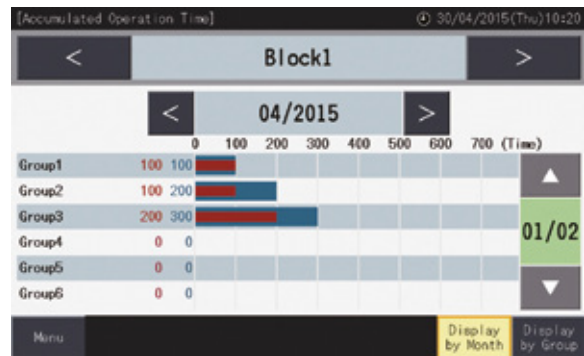 [Accumulated Operation Time] 30/04/2015(Thu)10:20
< Block1 >
< 04/2015 >
0 100 200 300 400 500 600 700 (Time)
Group1 100 100
Group2 100 200
Group3 200 300
Group4 0 0
Group5 0 0
Group6 0 0
▲
01/02
▼
Menu
Display by Month
Display by Group